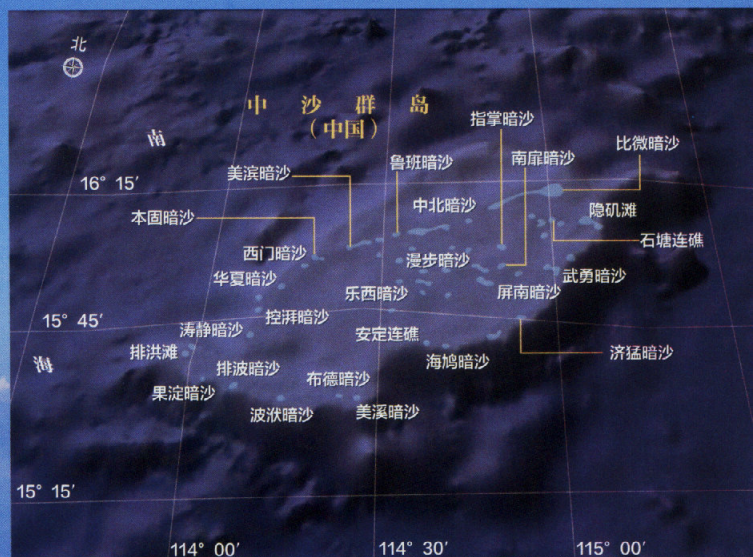 北
中沙群岛
（中国）
指掌暗沙
南
鲁班暗沙
南扉暗沙
比微暗沙
美滨暗沙
16° 15′
中北暗沙
隐矶滩
本固暗沙
石塘连礁
西门暗沙
漫步暗沙
武勇暗沙
华夏暗沙
乐西暗沙
屏南暗沙
15° 45′
控湃暗沙
涛静暗沙
安定连礁
海
排洪滩
海鸠暗沙
济猛暗沙
排波暗沙
布德暗沙
果淀暗沙
波洑暗沙
美溪暗沙
15° 15′
114° 00′
114° 30′
115° 00′